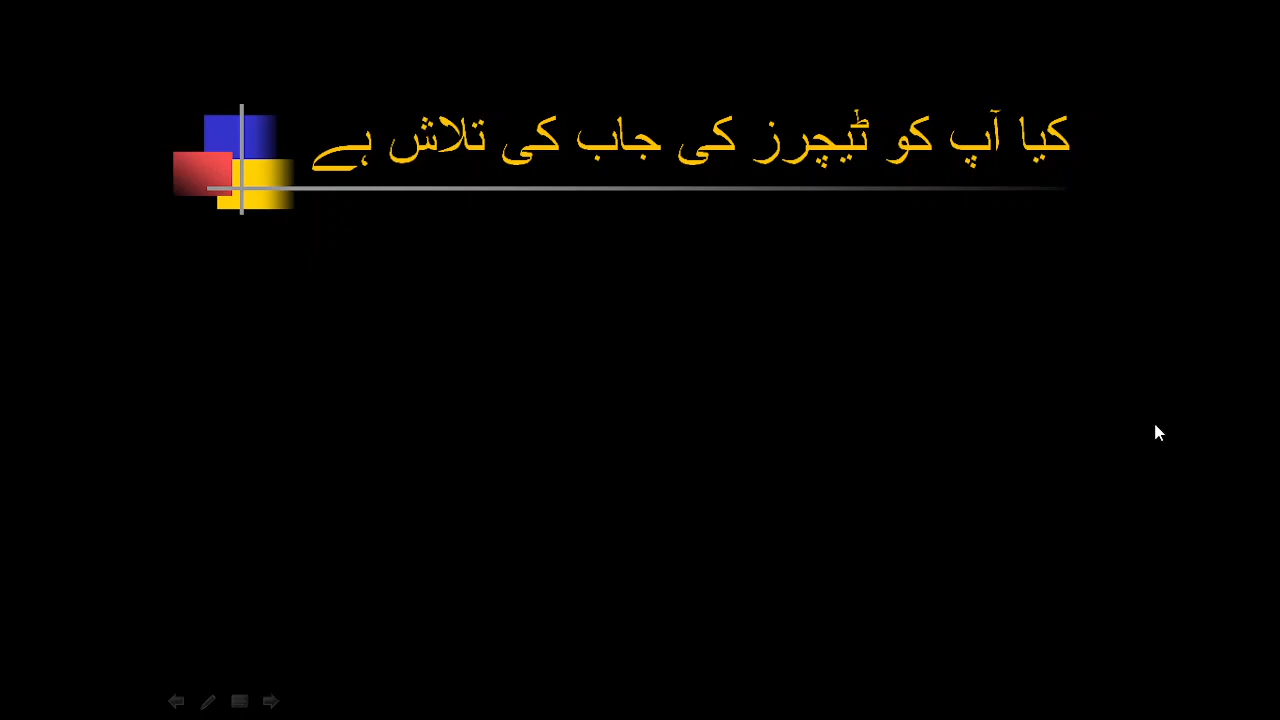 کیا آپ کو ٹیچرز کی جاب کی تلاش ہے